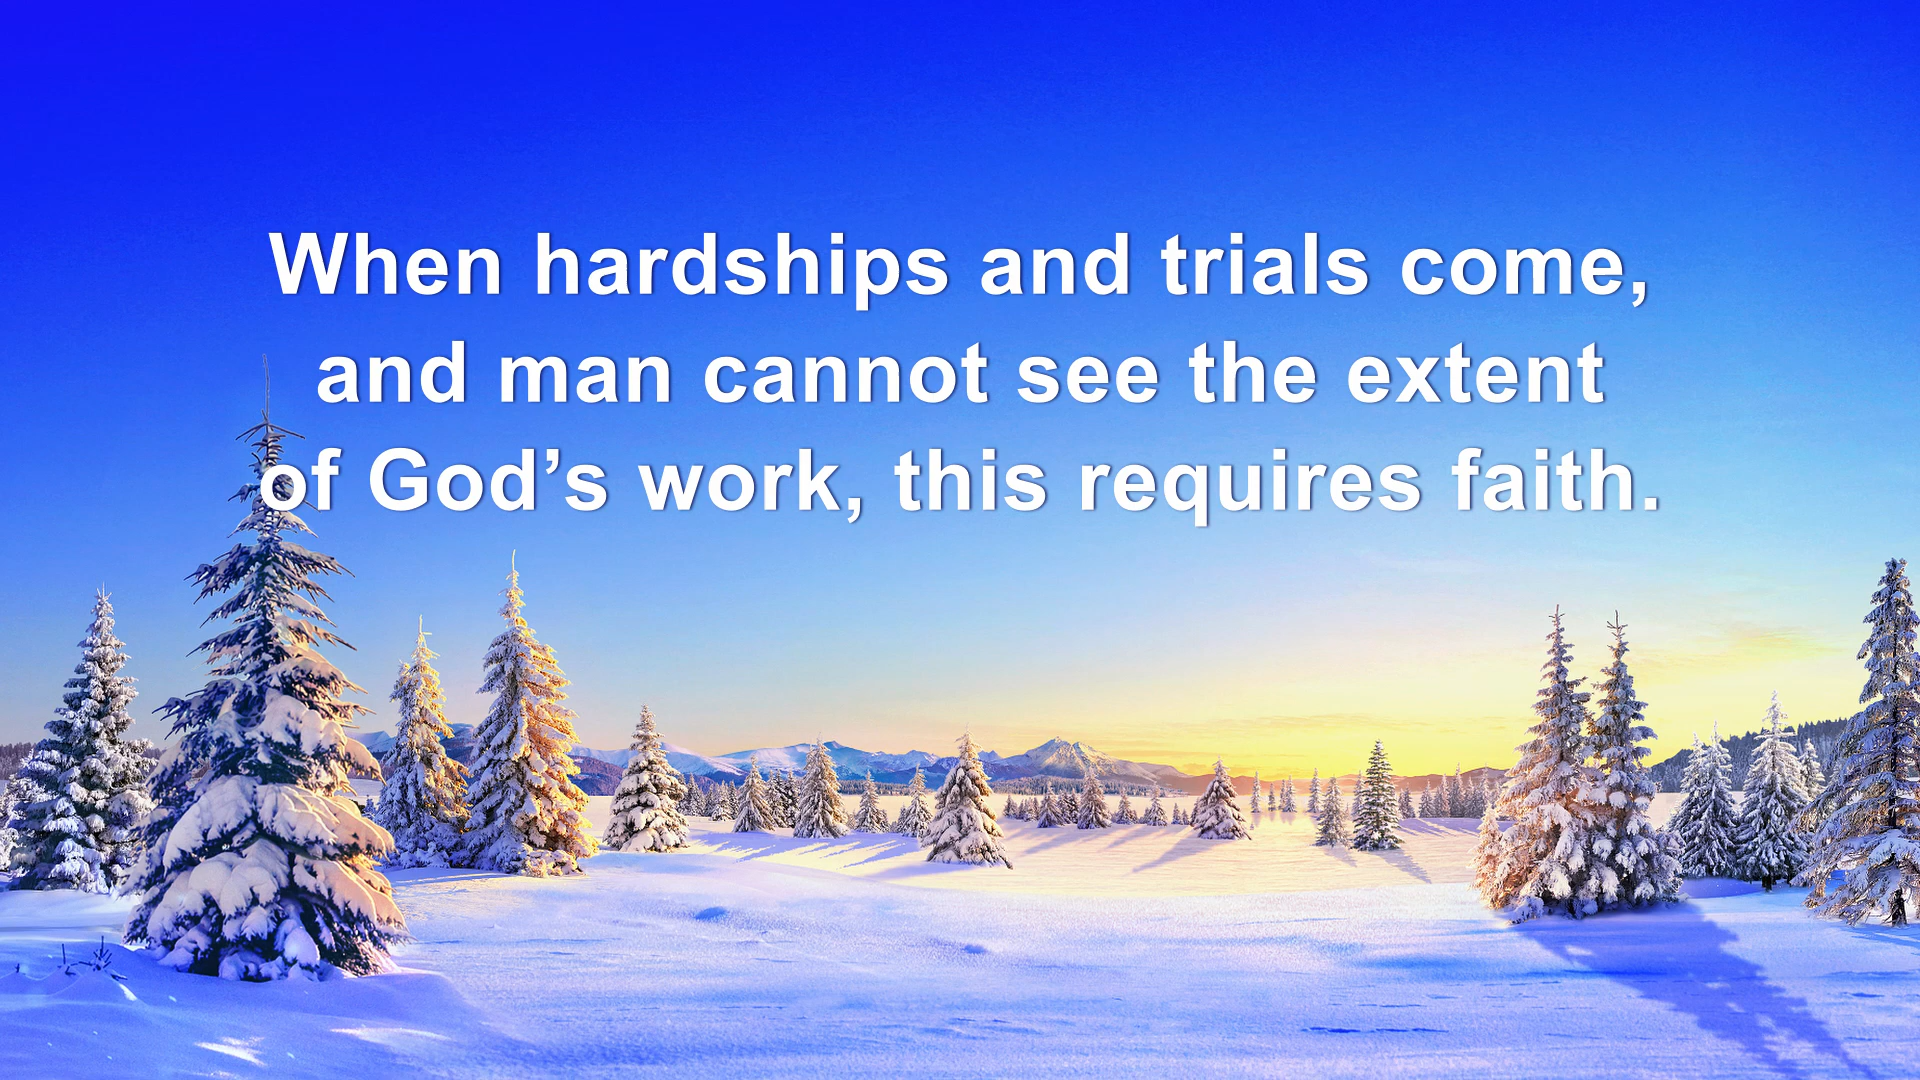 When hardships and trials come,
and man cannot see the extent
of God’s work, this requires faith.